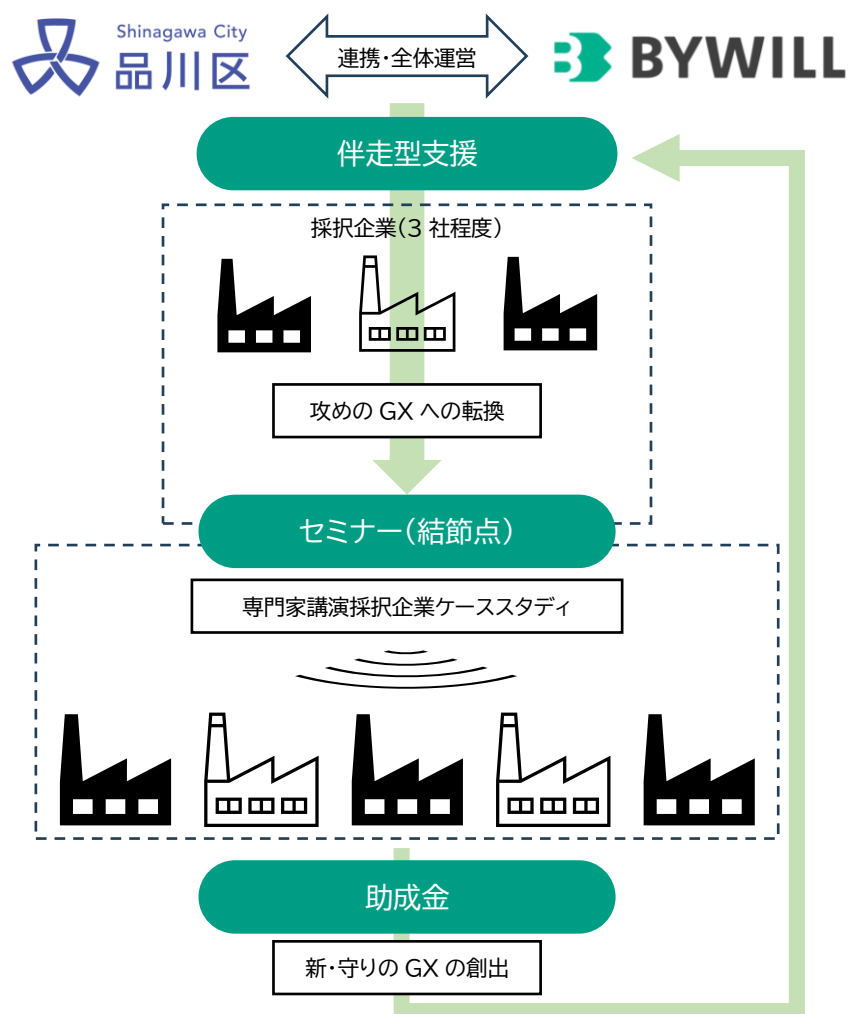 Shinagawa City
品川区
連携・全体運営
BYWILL
伴走型支援
採択企業(3 社程度)
攻めの GX への転換
セミナー(結節点)
専門家講演採択企業ケーススタディ
助成金
新・守りの GX の創出